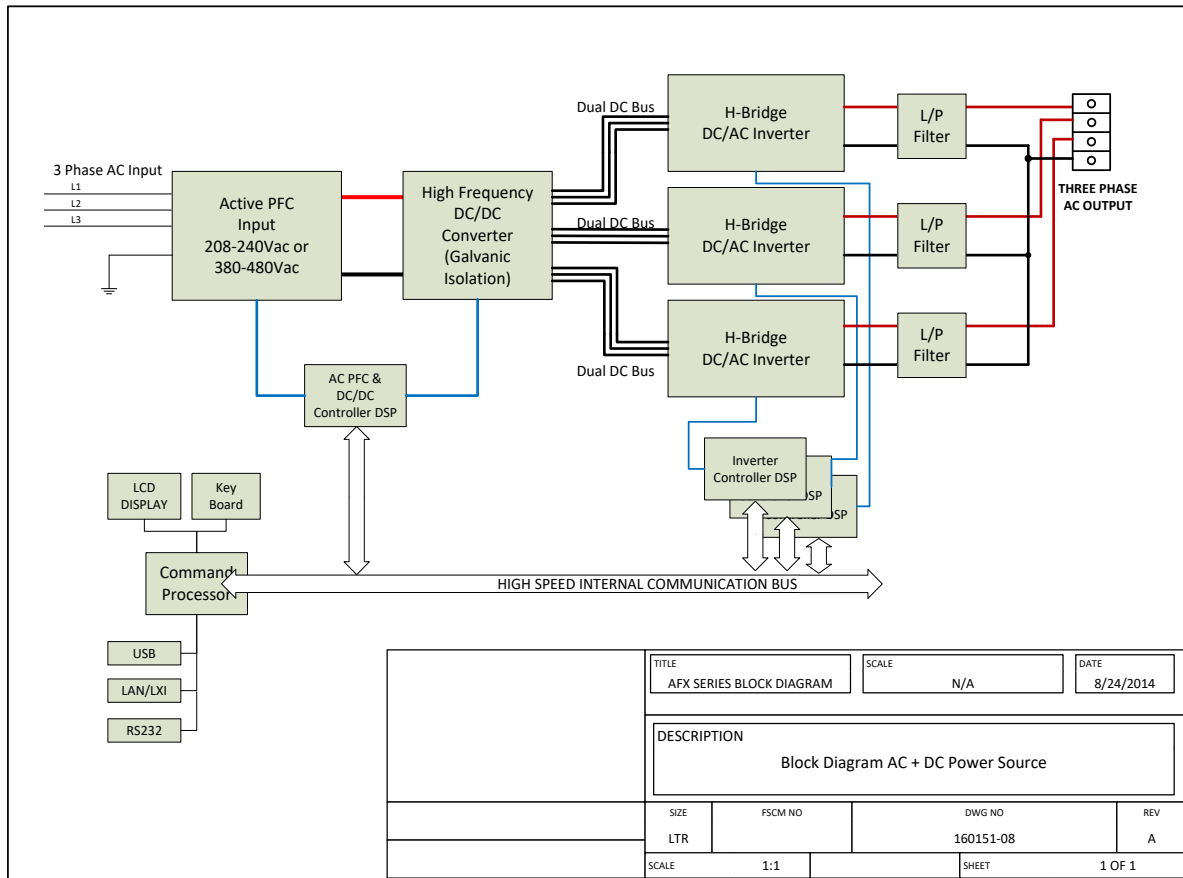 Dual DC Bus
H-Bridge
DC/AC Inverter
L/P
Filter
3 Phase AC Input
L1
L2
L3
Active PFC
Input
208-240Vac or
380-480Vac
High Frequency
DC/DC
Converter
(Galvanic
Isolation)
THREE PHASE
AC OUTPUT
Dual DC Bus
H-Bridge
DC/AC Inverter
L/P
Filter
Dual DC Bus
H-Bridge
DC/AC Inverter
L/P
Filter
AC PFC &
DC/DC
Controller DSP
Inverter
Controller DSP
DSP
DSP
LCD
DISPLAY
Key
Board
Command
Processor
HIGH SPEED INTERNAL COMMUNICATION BUS
USB
LAN/LXI
RS232
TITLE
AFX SERIES BLOCK DIAGRAM
SCALE
N/A
DATE
8/24/2014
DESCRIPTION
Block Diagram AC + DC Power Source
SIZE
LTR
FSCM NO
DWG NO
160151-08
REV
A
SCALE
1:1
SHEET
1 OF 1